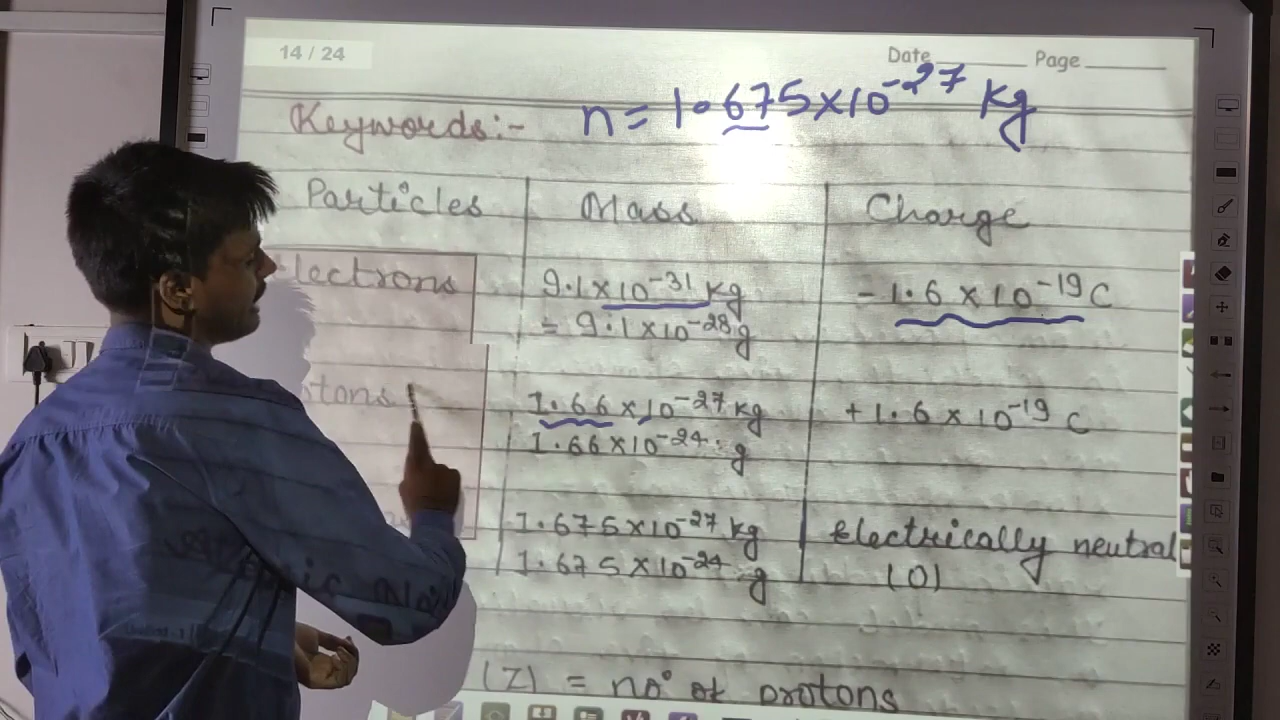 14 / 24
Date Page
n = 1.675×10⁻²⁷ kg
Keywords:-
Particles Mass Charge
lectrons 9.1×10⁻³¹ kg - 1.6 × 10⁻¹⁹ C
= 9.1×10⁻²⁸ g
otons 1.66×10⁻²⁷ kg +1.6 × 10⁻¹⁹ C
1.66×10⁻²⁴ g
1.675×10⁻²⁷ kg electrically neutral
1.675×10⁻²⁴ g (0)
(Z) = no° of protons